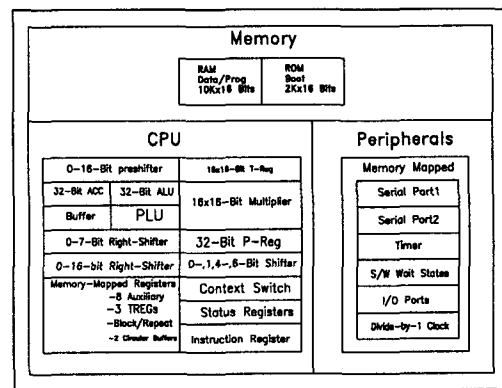 Memory
RAM
Data/Prog
10Kx16 Bits
ROM
Boot
2Kx16 Bits
CPU
0-16-Bit preshifter
16x16-Bit T-Reg
32-Bit ACC
32-Bit ALU
16x16-Bit Multiplier
Buffer
PLU
0-7-Bit Right-Shifter
32-Bit P-Reg
0-16-bit Right-Shifter
0-,1,4-,6-Bit Shifter
Memory-Mapped Registers
-8 Auxiliary
-3 TREGs
-Block/Repeat
-2 Circular Buffers
Context Switch
Status Registers
Instruction Register
Peripherals
Memory Mapped
Serial Port1
Serial Port2
Timer
S/W Wait States
I/O Ports
Divide-by-1 Clock